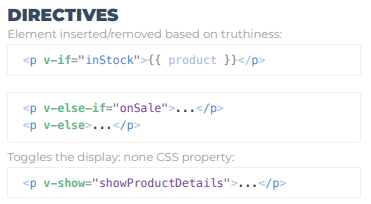 DIRECTIVES
Element inserted/removed based on truthiness:
<p v-if="inStock">{{ product }}</p>
<p v-else-if="onSale">...</p>
<p v-else>...</p>
Toggles the display: none CSS property:
<p v-show="showProductDetails">...</p>